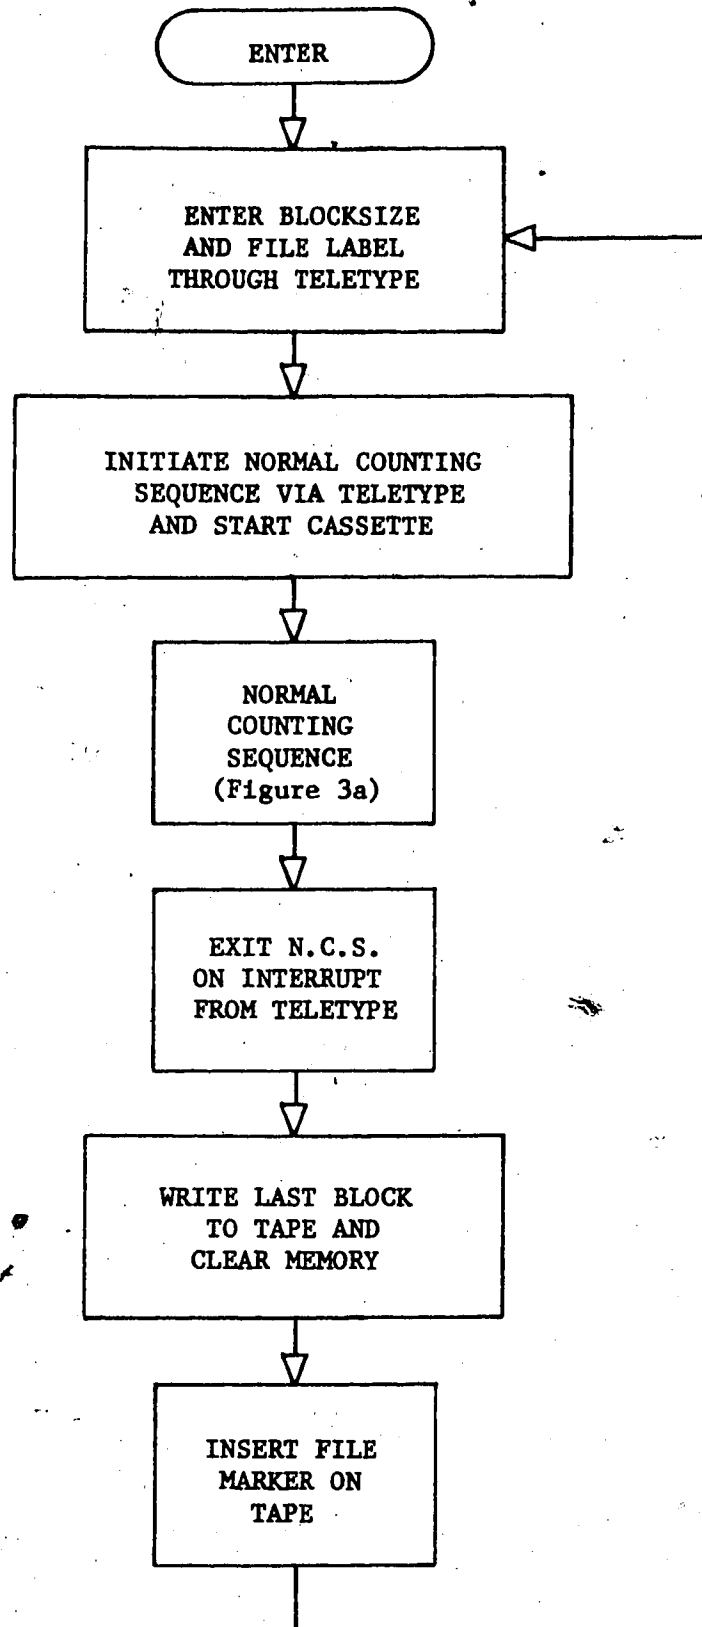 ENTER
ENTER BLOCKSIZE
AND FILE LABEL
THROUGH TELETYPE
INITIATE NORMAL COUNTING
SEQUENCE VIA TELETYPE
AND START CASSETTE
NORMAL
COUNTING
SEQUENCE
(Figure 3a)
EXIT N.C.S.
ON INTERRUPT
FROM TELETYPE
WRITE LAST BLOCK
TO TAPE AND
CLEAR MEMORY
INSERT FILE
MARKER ON
TAPE